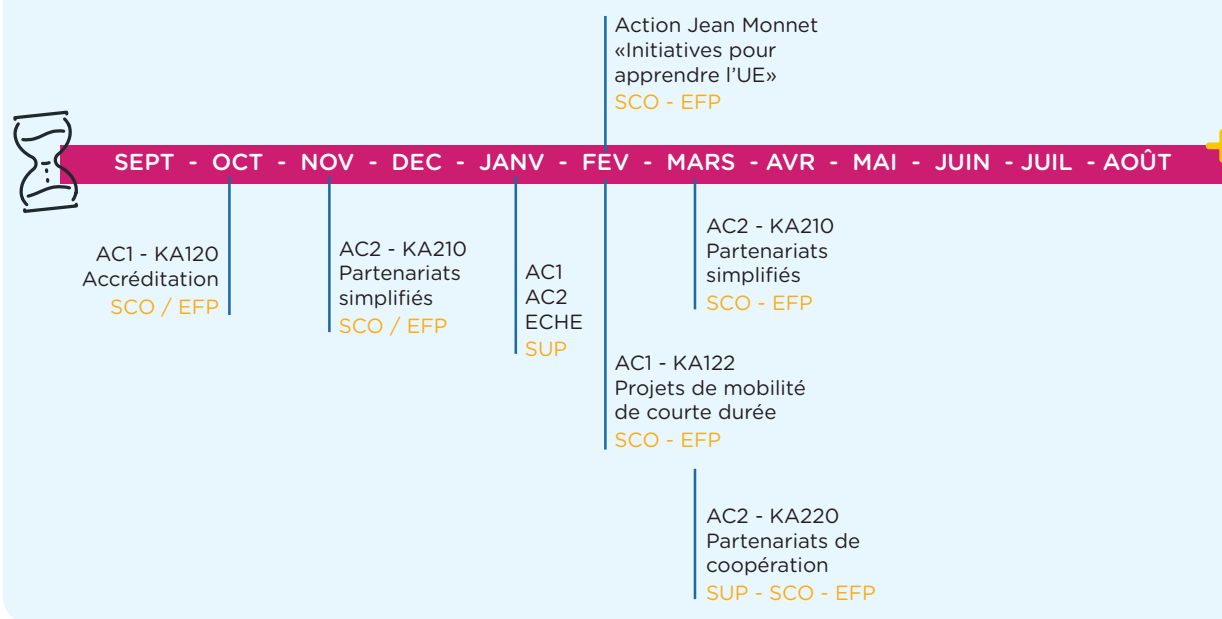 Action Jean Monnet
«Initiatives pour
apprendre l'UE»
SCO - EFP
SEPT - OCT - NOV - DEC - JANV - FEV - MARS - AVR - MAI - JUIN - JUIL - AOÛT
AC1 - KA120
Accréditation
SCO / EFP
AC2 - KA210
Partenariats
simplifiés
SCO / EFP
AC1
AC2
ECHE
SUP
AC1 - KA122
Projets de mobilité
de courte durée
SCO - EFP
AC2 - KA210
Partenariats
simplifiés
SCO - EFP
AC2 - KA220
Partenariats de
coopération
SUP - SCO - EFP